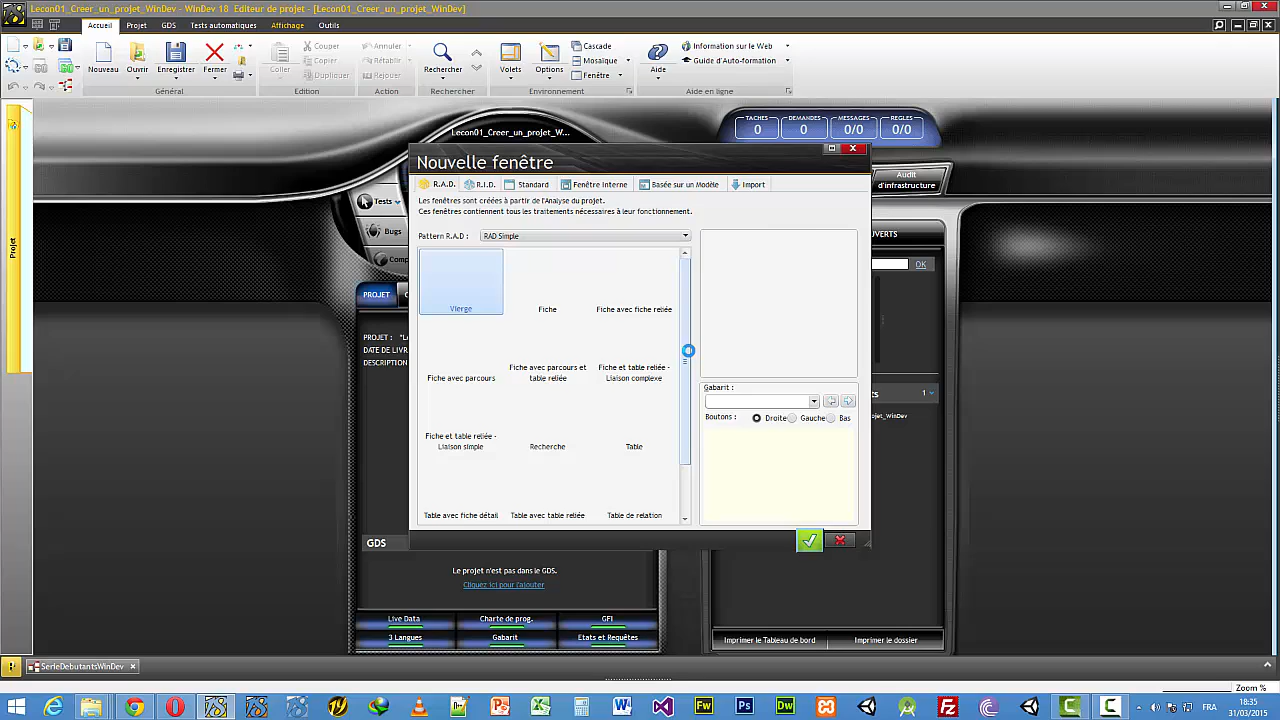 Lecon01_Creer_un_projet_WinDev - WinDev 18 Editeur de projet - [Lecon01_Creer_un_projet_WinDev]
Accueil Projet GDS Tests automatiques Affichage Outils
Nouveau Ouvrir Enregistrer Fermer
Général
Coller
Couper
Copier
Dupliquer
Edition
Annuler
Rétablir
Rejouer
Action
Rechercher
Rechercher
Volets Options
Cascade
Mosaïque
Fenêtre
Environnement
Aide
Information sur le Web
Guide d'Auto-formation
Aide en ligne
Projet
Lecon01_Creer_un_projet_W...
TACHES DEMANDES MESSAGES REGLES
0 0 0/0 0/0
Audit
d'infrastructure
Tests
Bugs
Comp
PROJET
PROJET : "L
DATE DE LIVR
DESCRIPTION
VERTS
OK
ts 1
ojet_WinDev
Nouvelle fenêtre
R.A.D. R.I.D. Standard Fenêtre Interne Basée sur un Modèle Import
Les fenêtres sont créées à partir de l'Analyse du projet.
Ces fenêtres contiennent tous les traitements nécessaires à leur fonctionnement.
Pattern R.A.D : RAD Simple
Vierge Fiche Fiche avec fiche reliée
Fiche avec parcours
Fiche avec parcours et
table reliée
Fiche et table reliée -
Liaison complexe
Fiche et table reliée -
Liaison simple
Recherche Table
Table avec fiche détail Table avec table reliée Table de relation
Gabarit :
Boutons : Droite Gauche Bas
GDS
Le projet n'est pas dans le GDS.
Cliquez ici pour l'ajouter
Live Data Charte de prog. GFI
3 Langues Gabarit Etats et Requêtes
Imprimer le Tableau de bord Imprimer le dossier
SerieDebutantsWinDev
Zoom %
FRA
18:35
31/03/2015